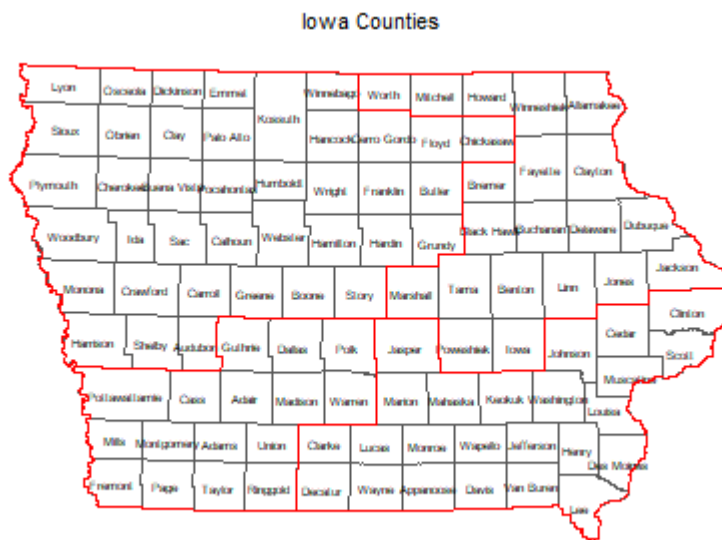 Iowa Counties
Lyon Osceola Dickinson Emmet Winnebago Worth Mitchell Howard Winneshiek Allamakee
Kossuth
Sioux Obrien Clay Palo Alto Hancock Cerro Gordo Floyd Chickasaw
Fayette Clayton
Plymouth Cherokee Buena Vista Pocahontas Humboldt Wright Franklin Butler Bremer
Woodbury Ida Sac Calhoun Webster Hamilton Hardin Grundy Black Hawk Buchanan Delaware Dubuque
Jackson
Monona Crawford Carroll Greene Boone Story Marshall Tama Benton Linn Jones
Clinton
Harrison Shelby Audubon Guthrie Dallas Polk Jasper Poweshiek Iowa Johnson Cedar
Scott
Muscatine
Pottawattamie Cass Adair Madison Warren Marion Mahaska Keokuk Washington
Louisa
Mills Montgomery Adams Union Clarke Lucas Monroe Wapello Jefferson Henry
Des Moines
Fremont Page Taylor Ringgold Decatur Wayne Appanoose Davis Van Buren
Lee